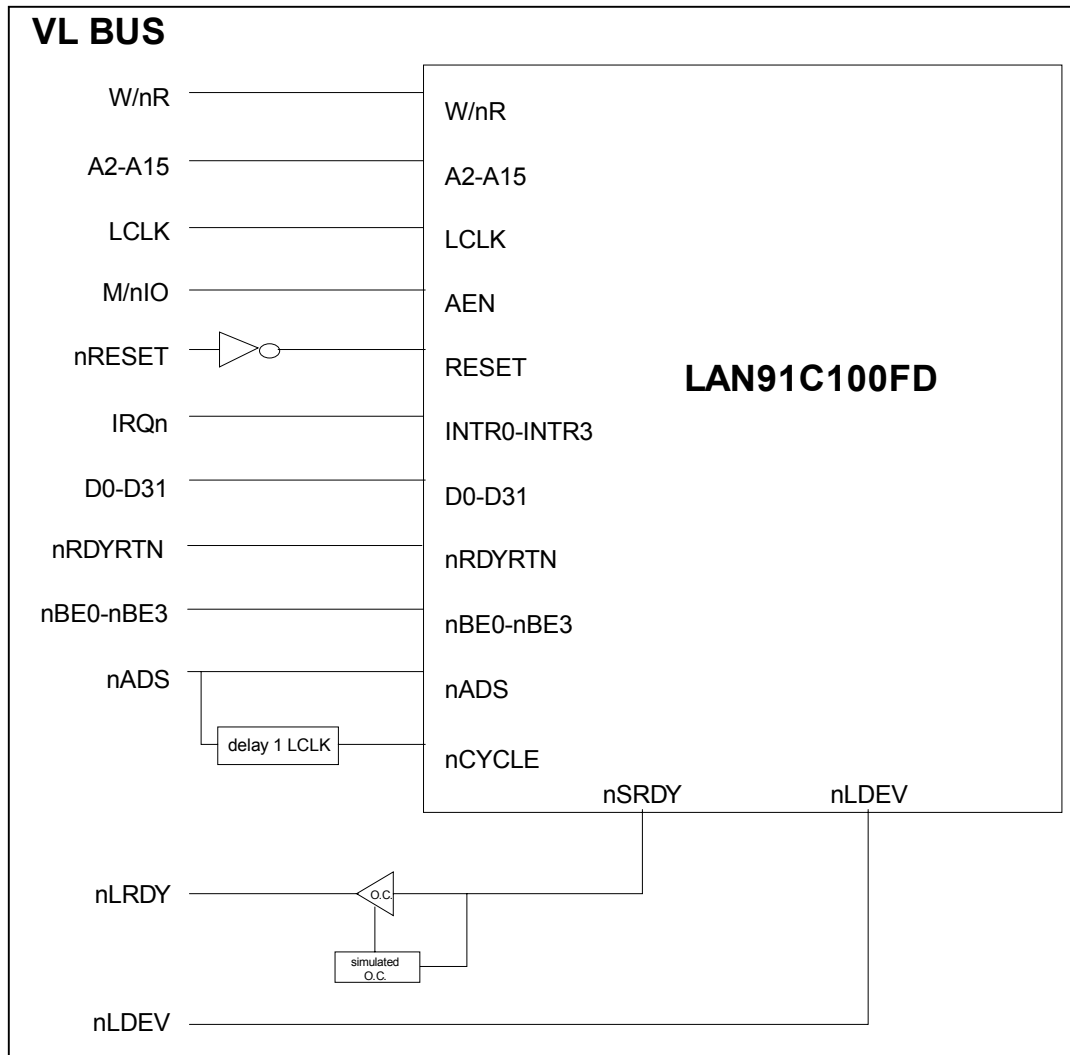 VL BUS
W/nR
W/nR
A2-A15
A2-A15
LCLK
LCLK
M/nIO
AEN
nRESET
RESET
LAN91C100FD
IRQn
INTR0-INTR3
D0-D31
D0-D31
nRDYRTN
nRDYRTN
nBE0-nBE3
nBE0-nBE3
nADS
nADS
delay 1 LCLK
nCYCLE
nSRDY
nLDEV
nLRDY
O.C.
simulated
O.C.
nLDEV